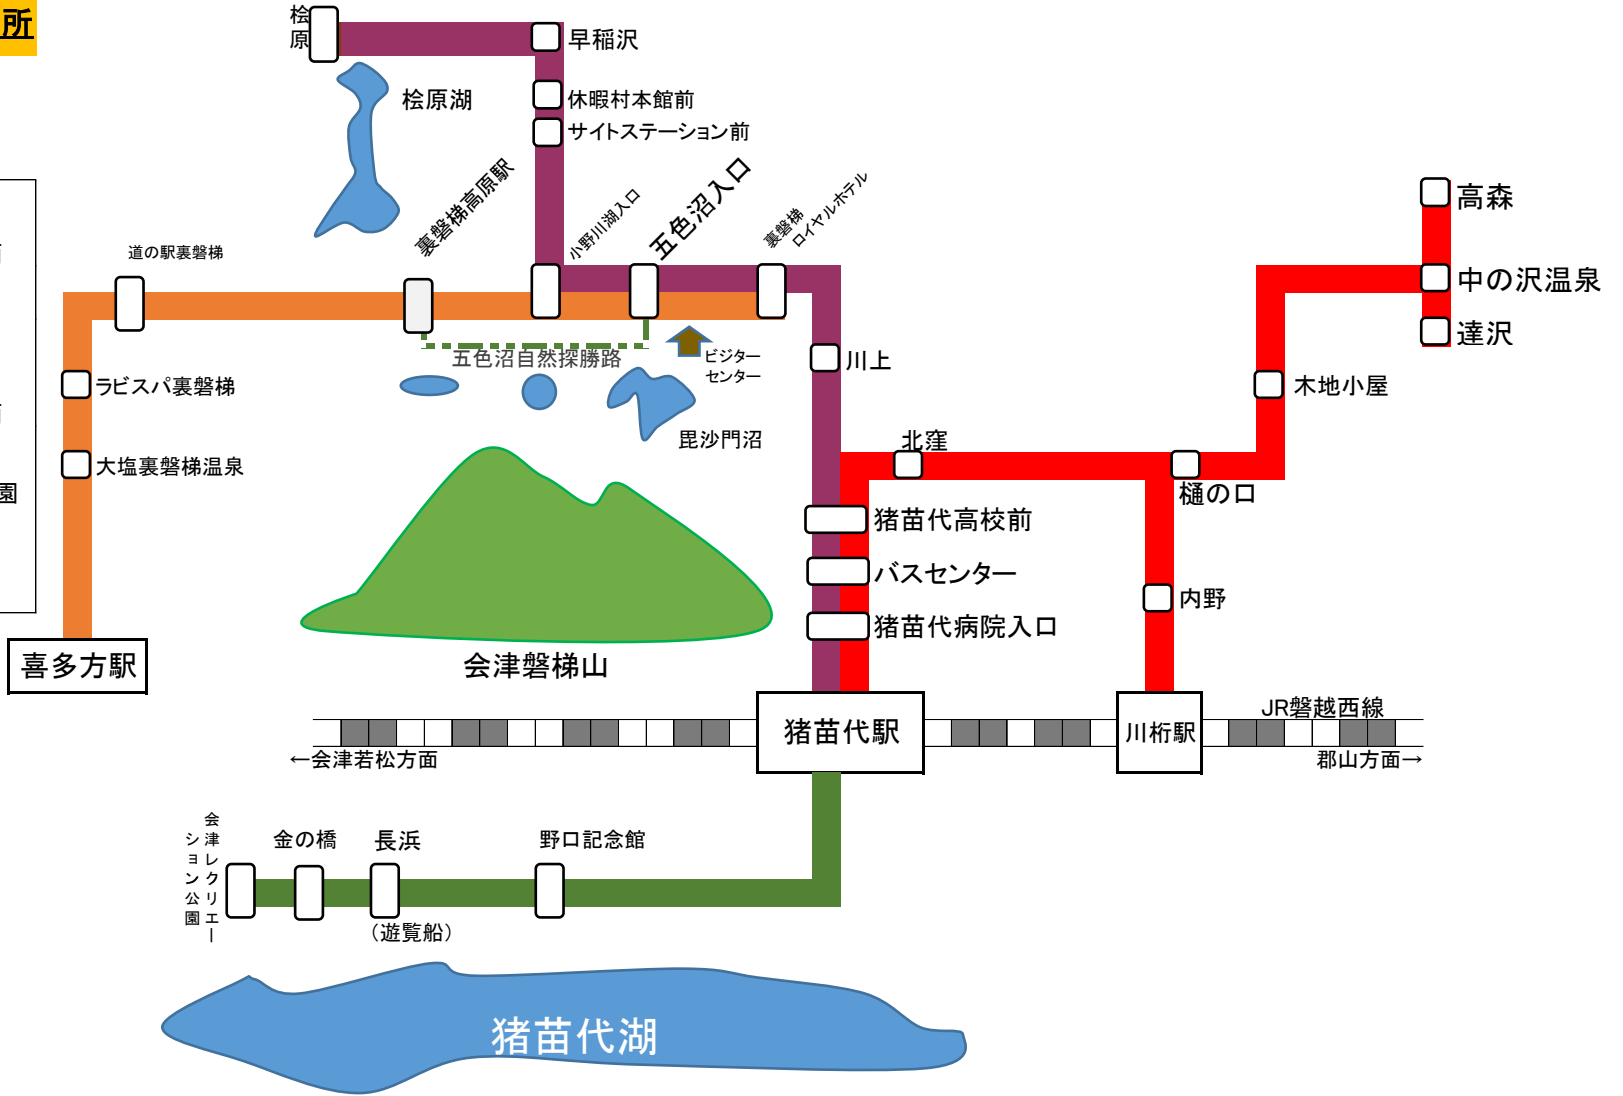 所
桧原
早稲沢
桧原湖
休暇村本館前
サイトステーション前
裏磐梯高原駅
小野川湖入口
五色沼入口
裏磐梯
ロイヤルホテル
高森
道の駅裏磐梯
中の沢温泉
達沢
五色沼自然探勝路
ビジター
センター
川上
ラビスパ裏磐梯
木地小屋
毘沙門沼
北窪
大塩裏磐梯温泉
園
樋の口
猪苗代高校前
バスセンター
内野
猪苗代病院入口
喜多方駅
会津磐梯山
JR磐越西線
猪苗代駅
川桁駅
←会津若松方面
郡山方面→
会津レクリエー
ション公園
金の橋
長浜
野口記念館
（遊覧船）
猪苗代湖